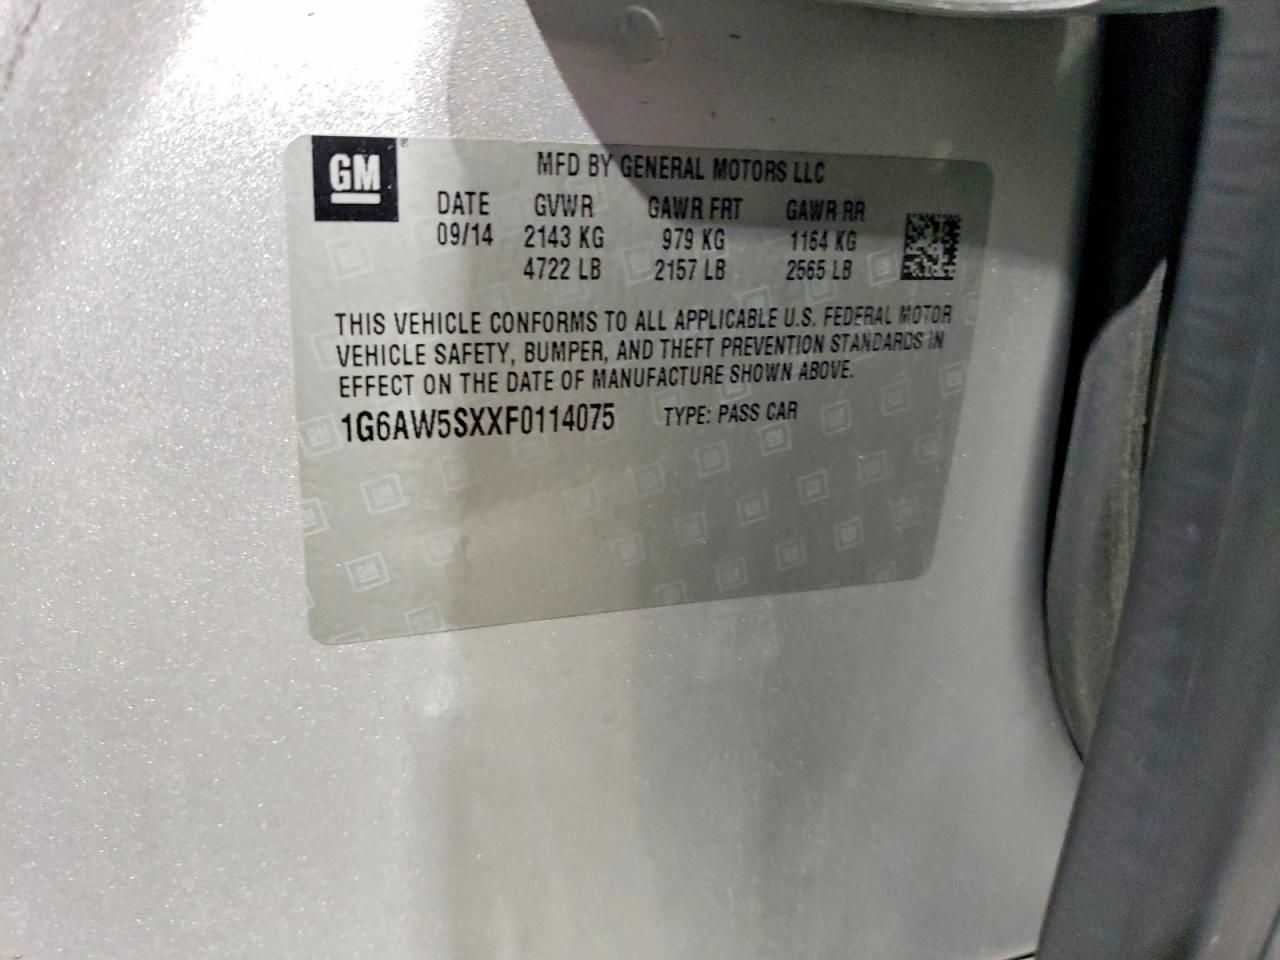 GM
MFD BY GENERAL MOTORS LLC
DATE GVWR GAWR FRT GAWR RR
09/14 2143 KG 979 KG 1164 KG
4722 LB 2157 LB 2565 LB
THIS VEHICLE CONFORMS TO ALL APPLICABLE U.S. FEDERAL MOTOR
VEHICLE SAFETY, BUMPER, AND THEFT PREVENTION STANDARDS IN
EFFECT ON THE DATE OF MANUFACTURE SHOWN ABOVE.
1G6AW5SXXF0114075 TYPE: PASS CAR